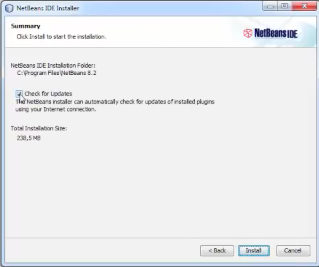 NetBeans IDE Installer
Summary
Click Install to start the installation.
NetBeans IDE
NetBeans IDE Installation Folder:
C:\Program Files\NetBeans 8.2
Check for Updates
The NetBeans installer can automatically check for updates of installed plugins
using your Internet connection.
Total Installation Size:
238,5 MB
< Back
Install
Cancel